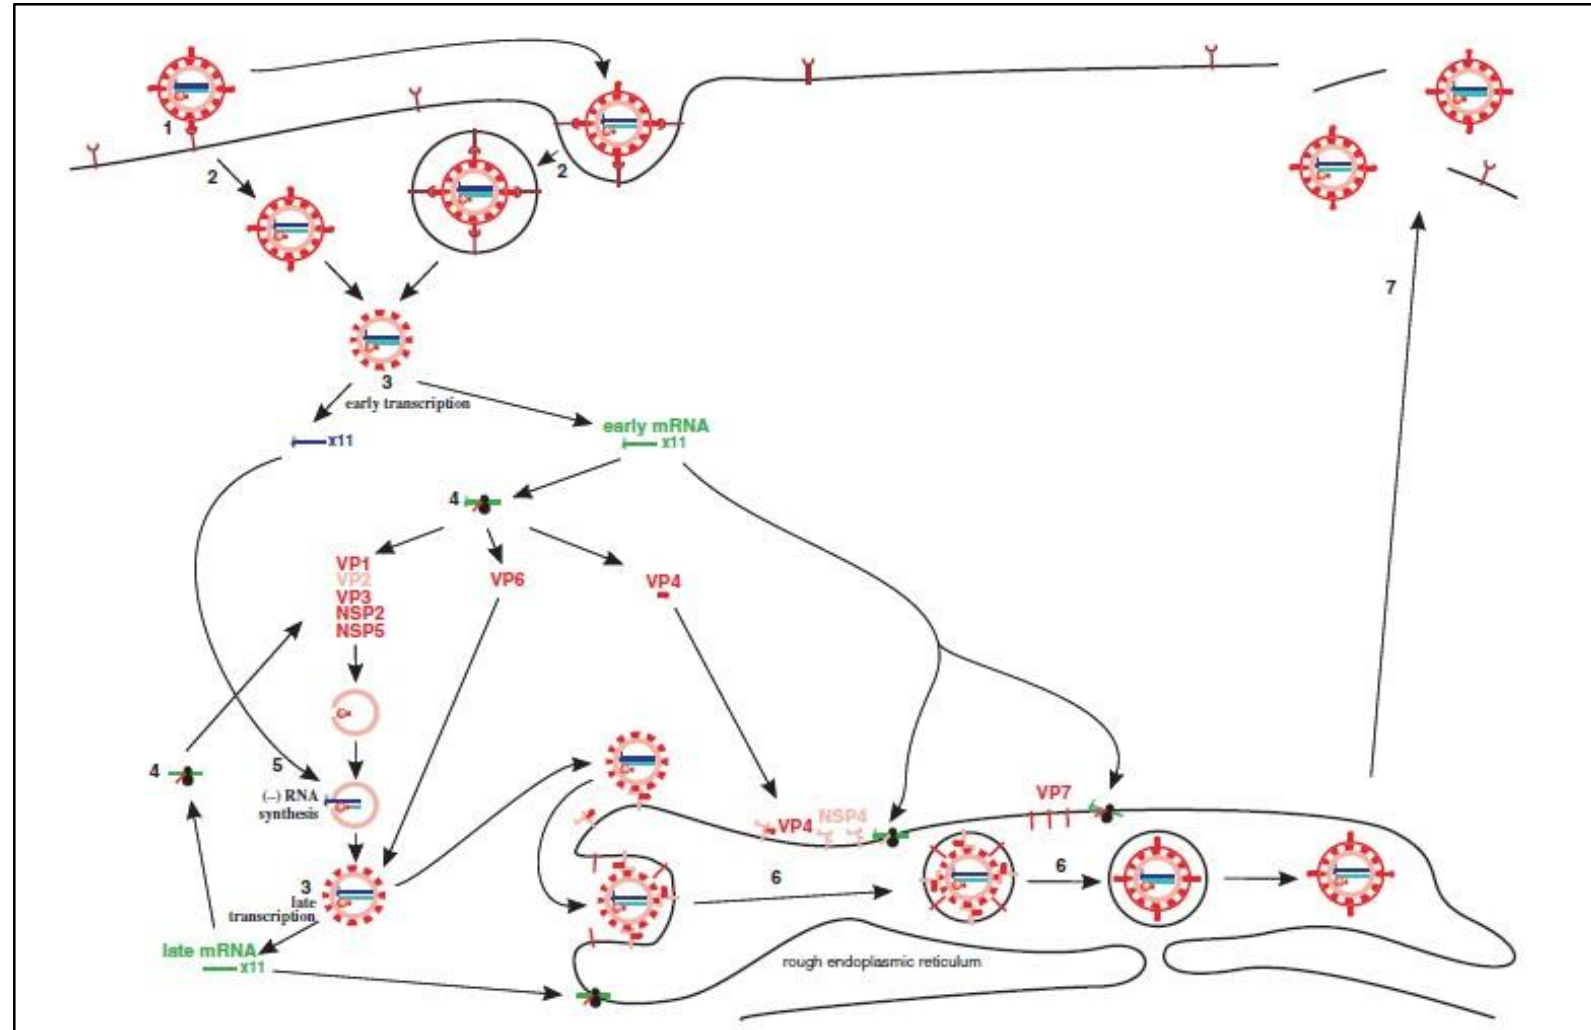 1
2
2
3
early transcription
x11
early mRNA
x11
4
VP1
VP2
VP3
NSP2
NSP5
VP6
VP4
7
4
5
(–) RNA
synthesis
3
late
transcription
late mRNA
x11
VP4
NSP4
VP7
6
6
rough endoplasmic reticulum